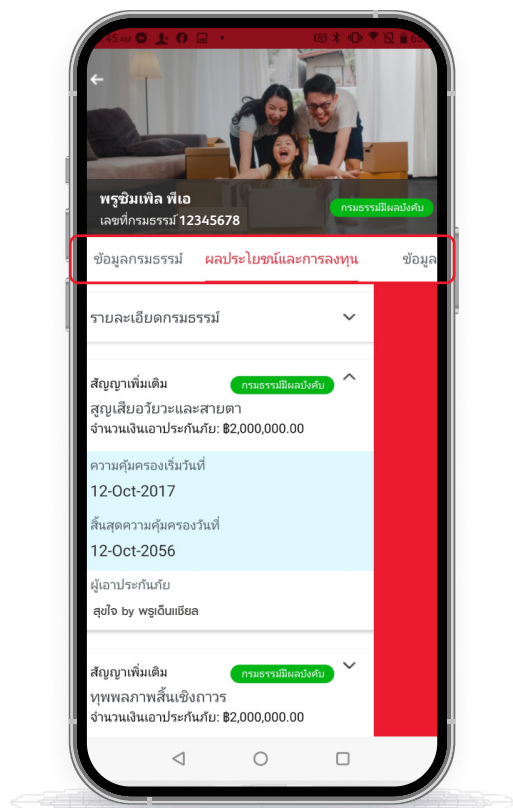 45 AM
พรูซิมเพิล พีเอ
เลขที่กรมธรรม์ 12345678
กรมธรรม์มีผลบังคับ
ข้อมูลกรมธรรม์ ผลประโยชน์และการลงทุน ข้อมูล
รายละเอียดกรมธรรม์
สัญญาเพิ่มเติม กรมธรรม์มีผลบังคับ
สูญเสียอวัยวะและสายตา
จำนวนเงินเอาประกันภัย: ฿2,000,000.00
ความคุ้มครองเริ่มวันที่
12-Oct-2017
สิ้นสุดความคุ้มครองวันที่
12-Oct-2056
ผู้เอาประกันภัย
สุขใจ by พรูเด็นเชียล
สัญญาเพิ่มเติม กรมธรรม์มีผลบังคับ
ทุพพลภาพสิ้นเชิงถาวร
จำนวนเงินเอาประกันภัย: ฿2,000,000.00